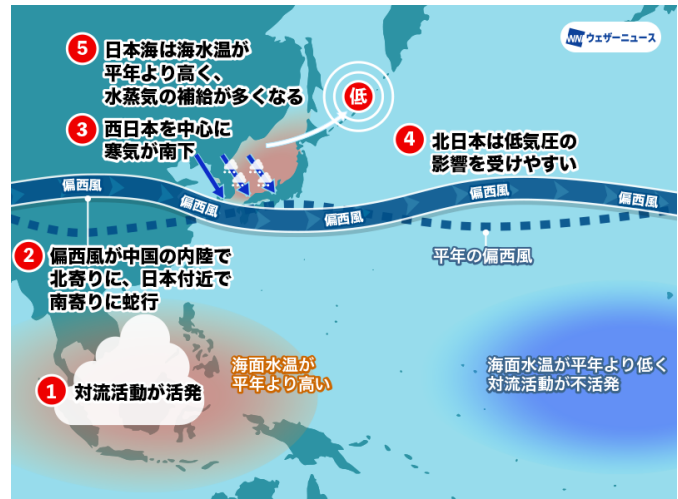 WNI ウェザーニュース
5 日本海は海水温が
平年より高く、
水蒸気の補給が多くなる
低
3 西日本を中心に
寒気が南下
4 北日本は低気圧の
影響を受けやすい
偏西風
偏西風
偏西風
偏西風
偏西風
2 偏西風が中国の内陸で
北寄りに、日本付近で
南寄りに蛇行
平年の偏西風
1 対流活動が活発
海面水温が
平年より高い
海面水温が平年より低く
対流活動が不活発